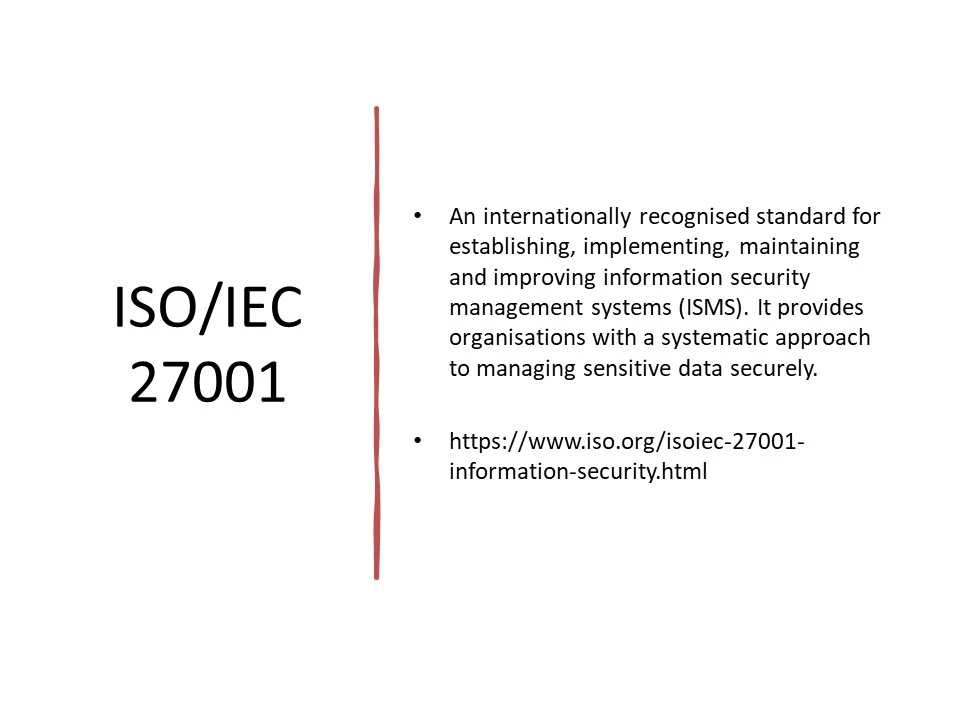 ISO/IEC
27001
• An internationally recognised standard for
establishing, implementing, maintaining
and improving information security
management systems (ISMS). It provides
organisations with a systematic approach
to managing sensitive data securely.
• https://www.iso.org/isoiec-27001-
information-security.html